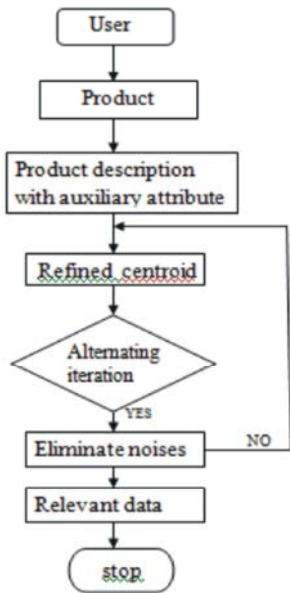 User
Product
Product description
with auxiliary attribute
Refined centroid
Alternating
iteration
YES
Eliminate noises
NO
Relevant data
stop